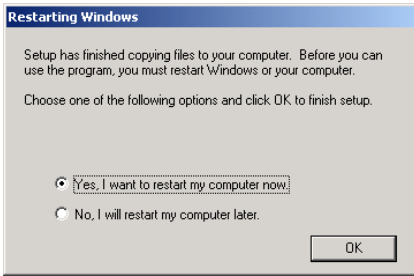 Restarting Windows
Setup has finished copying files to your computer. Before you can
use the program, you must restart Windows or your computer.
Choose one of the following options and click OK to finish setup.
Yes, I want to restart my computer now.
No, I will restart my computer later.
OK